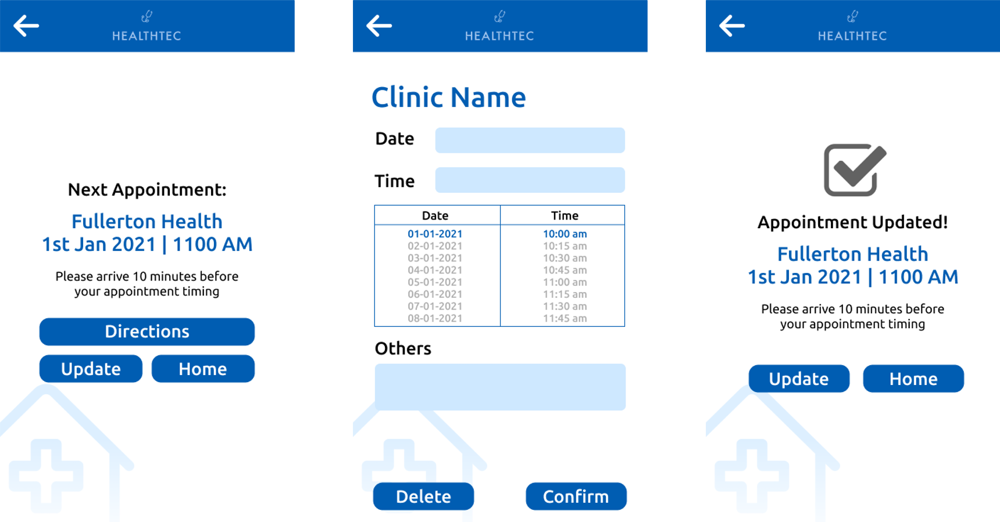 HEALTHTEC
Next Appointment:
Fullerton Health
1st Jan 2021 | 1100 AM
Please arrive 10 minutes before
your appointment timing
Directions
Update Home
HEALTHTEC
Clinic Name
Date
Time
Date Time
01-01-2021 10:00 am
02-01-2021 10:15 am
03-01-2021 10:30 am
04-01-2021 10:45 am
05-01-2021 11:00 am
06-01-2021 11:15 am
07-01-2021 11:30 am
08-01-2021 11:45 am
Others
Delete Confirm
HEALTHTEC
Appointment Updated!
Fullerton Health
1st Jan 2021 | 1100 AM
Please arrive 10 minutes before
your appointment timing
Update Home